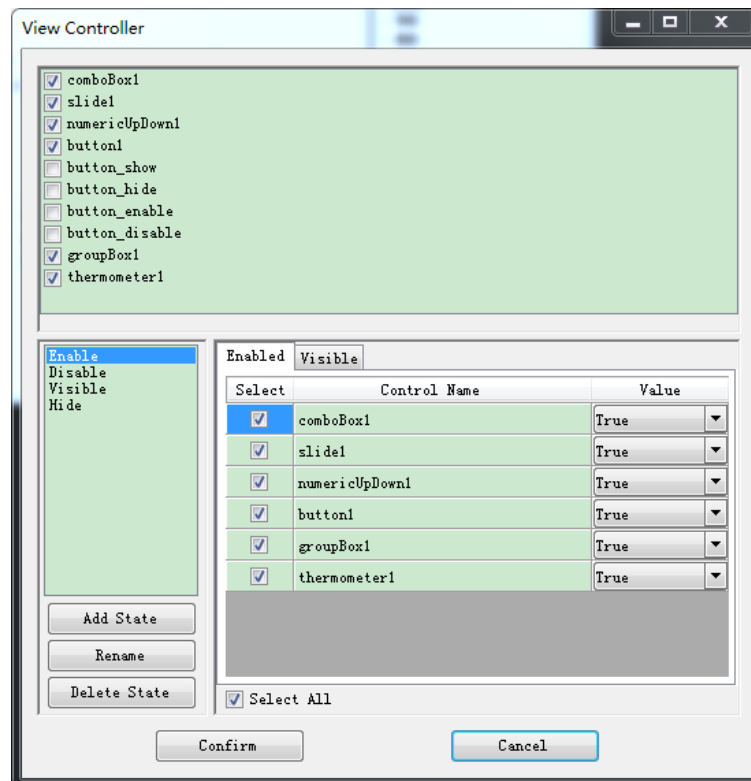 View Controller
comboBox1
slide1
numericUpDown1
button1
button_show
button_hide
button_enable
button_disable
groupBox1
thermometer1
Enable
Disable
Visible
Hide
Add State
Rename
Delete State
Enabled Visible
Select Control Name Value
comboBox1 True
slide1 True
numericUpDown1 True
button1 True
groupBox1 True
thermometer1 True
Select All
Confirm Cancel